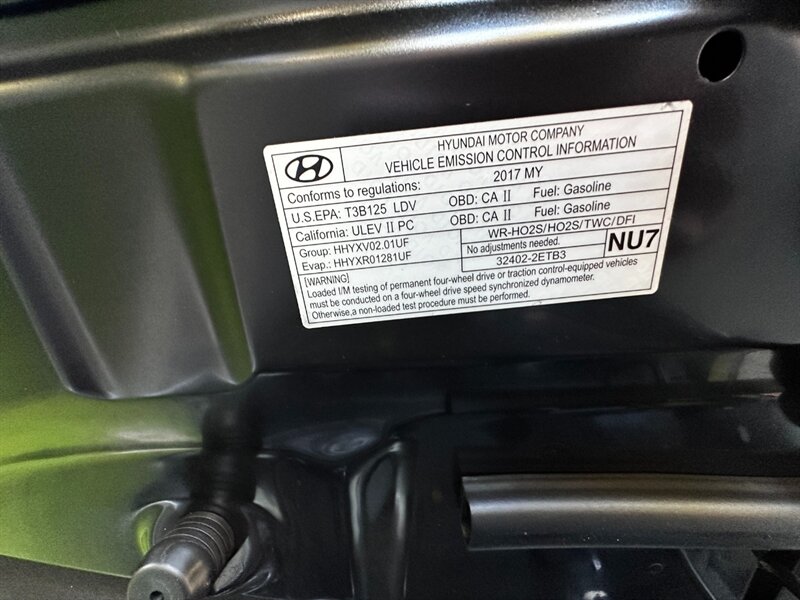 HYUNDAI MOTOR COMPANY
VEHICLE EMISSION CONTROL INFORMATION
Conforms to regulations: 2017 MY
U.S.EPA: T3B125 LDV OBD: CA II Fuel: Gasoline
California: ULEV II PC OBD: CA II Fuel: Gasoline
Group: HHYXV02.01UF WR-HO2S/HO2S/TWC/DFI
Evap.: HHYXR01281UF No adjustments needed. NU7
32402-2ETB3
[WARNING]
Loaded I/M testing of permanent four-wheel drive or traction control-equipped vehicles
must be conducted on a four-wheel drive speed synchronized dynamometer.
Otherwise,a non-loaded test procedure must be performed.